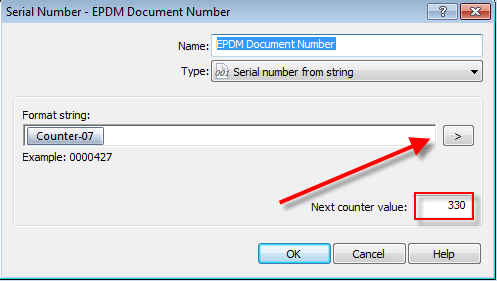 Serial Number - EPDM Document Number
Name: EPDM Document Number
Type: Serial number from string
Format string:
Counter-07
>
Example: 0000427
Next counter value: 330
OK Cancel Help